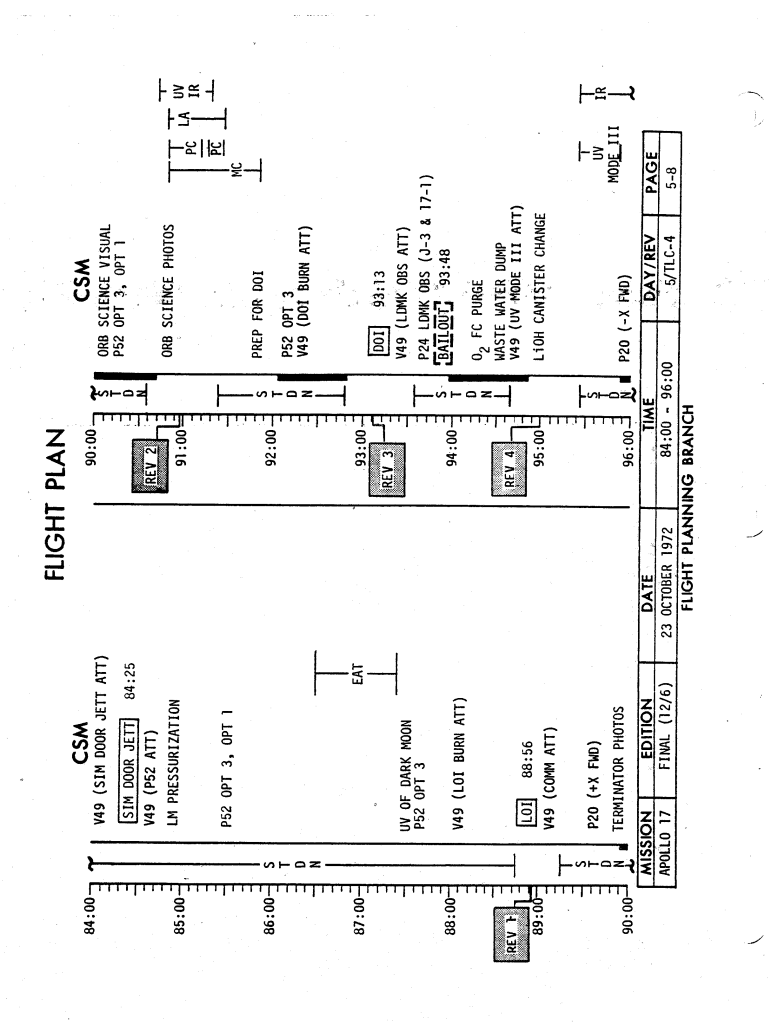 FLIGHT PLAN
CSM
84:00
V49 (SIM DOOR JETT ATT)
SIM DOOR JETT 84:25
V49 (P52 ATT)
LM PRESSURIZATION
85:00
P52 OPT 3, OPT 1
86:00
STDN
EAT
87:00
UV OF DARK MOON
P52 OPT 3
88:00
V49 (LOI BURN ATT)
REV 1
LOI 88:56
89:00
V49 (COMM ATT)
STDN
P20 (+X FWD)
TERMINATOR PHOTOS
90:00
CSM
90:00
STDN
ORB SCIENCE VISUAL
P52 OPT 3, OPT 1
REV 2
ORB SCIENCE PHOTOS
UV
IR
LA
PC
PC
MC
91:00
STDN
PREP FOR DOI
92:00
P52 OPT 3
V49 (DOI BURN ATT)
93:00
REV 3
DOI 93:13
V49 (LDMK OBS ATT)
STDN
P24 LDMK OBS (J-3 & 17-1)
BAILOUT 93:48
94:00
O2 FC PURGE
WASTE WATER DUMP
V49 (UV MODE III ATT)
REV 4
LiOH CANISTER CHANGE
95:00
STDN
UV
MODE III
IR
P20 (-X FWD)
96:00
MISSION EDITION DATE TIME DAY/REV PAGE
APOLLO 17 FINAL (12/6) 23 OCTOBER 1972 84:00 - 96:00 5/TLC-4 5-8
FLIGHT PLANNING BRANCH